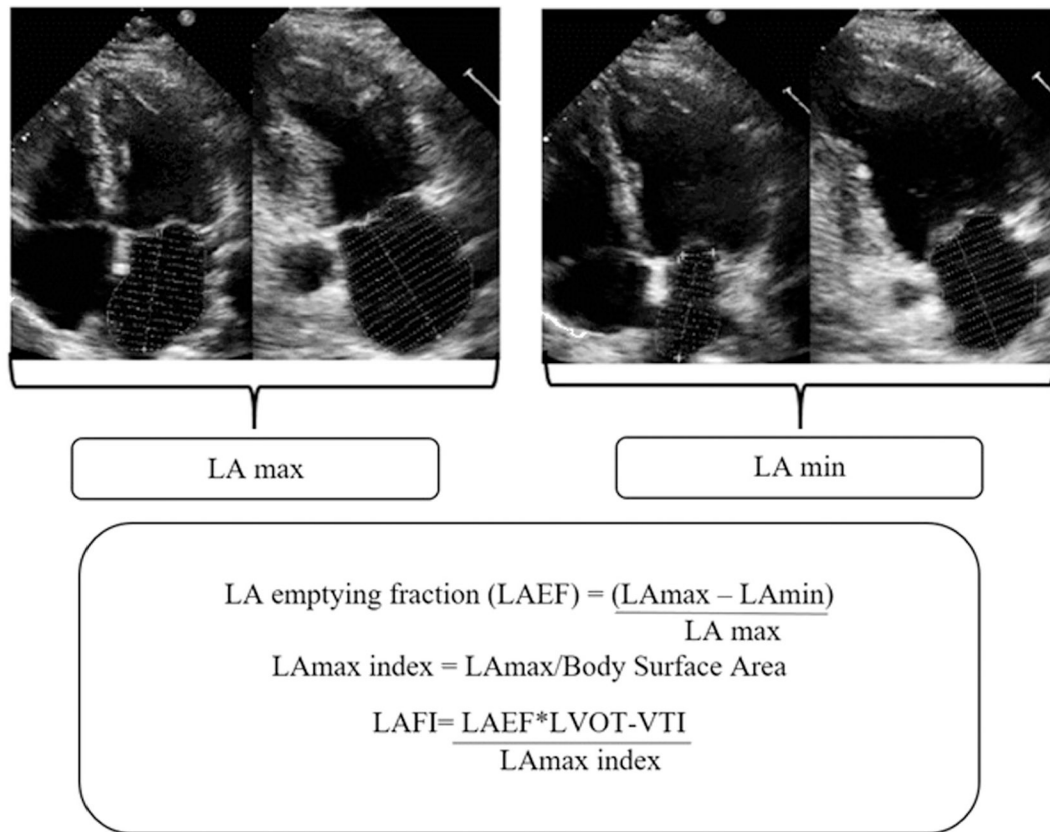 LA max
LA min
LA emptying fraction (LAEF) = (LAmax – LAmin)
LA max
LAmax index = LAmax/Body Surface Area
LAFI= LAEF*LVOT-VTI
LAmax index